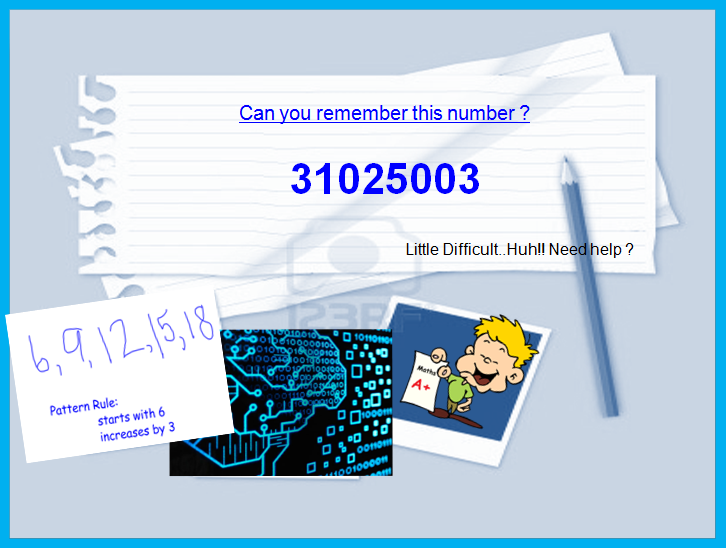 Can you remember this number ?
31025003
Little Difficult..Huh!! Need help ?
123RF
6,9,12,15,18
Pattern Rule:
starts with 6
increases by 3
Maths
A+